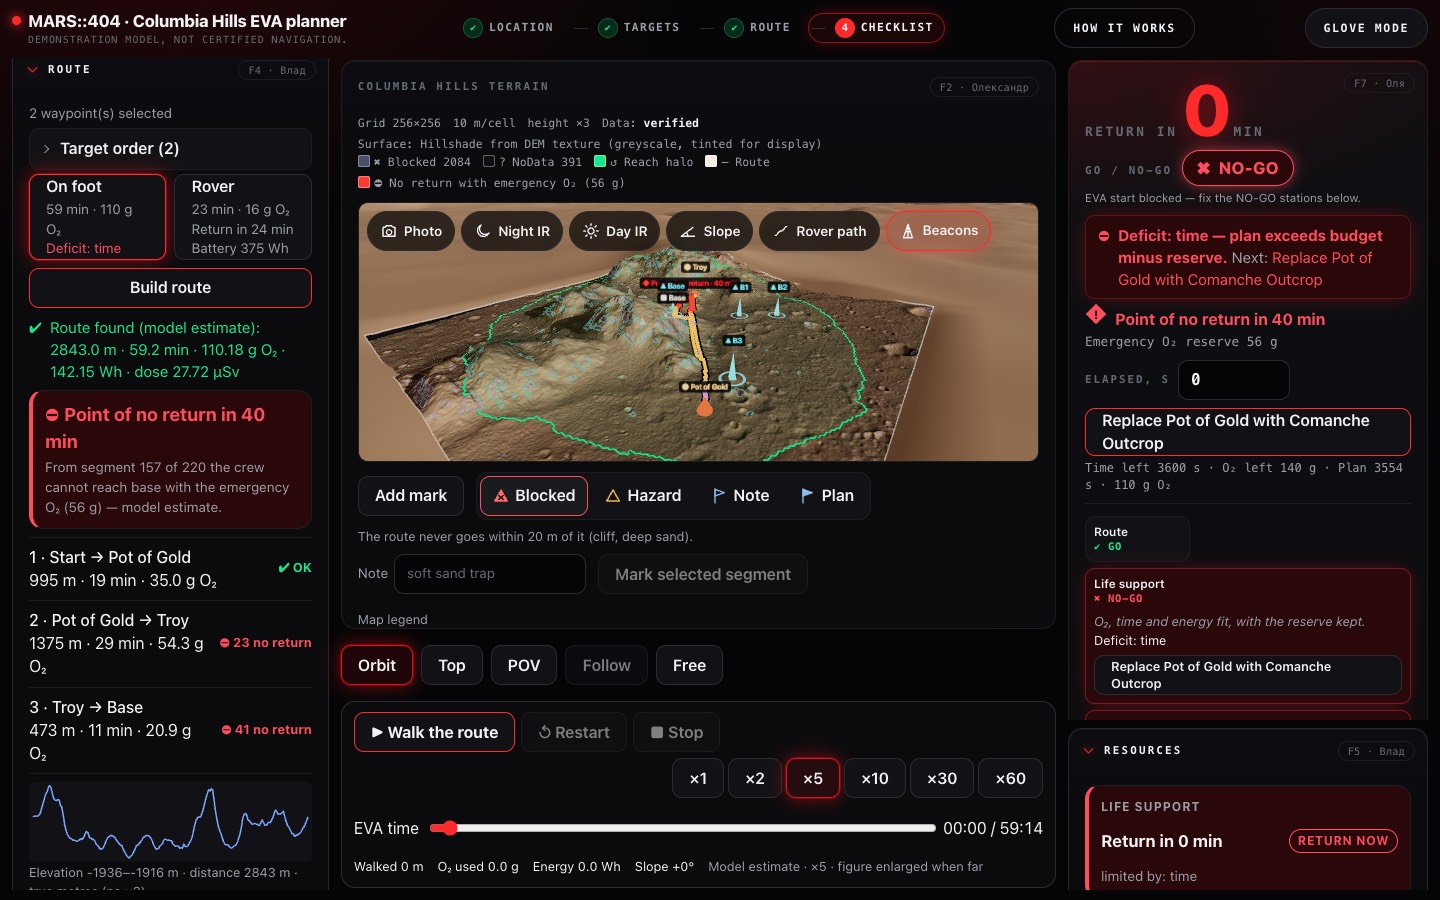 MARS::404 · Columbia Hills EVA planner
DEMONSTRATION MODEL, NOT CERTIFIED NAVIGATION.
✔ LOCATION
✔ TARGETS
✔ ROUTE
4 CHECKLIST
HOW IT WORKS
GLOVE MODE
ROUTE
F4 · Влад
2 waypoint(s) selected
Target order (2)
On foot
59 min · 110 g
O₂
Deficit: time
Rover
23 min · 16 g O₂
Return in 24 min
Battery 375 Wh
Build route
✔ Route found (model estimate):
2843.0 m · 59.2 min · 110.18 g O₂ ·
142.15 Wh · dose 27.72 µSv
⛔ Point of no return in 40
min
From segment 157 of 220 the crew
cannot reach base with the emergency
O₂ (56 g) — model estimate.
1 · Start → Pot of Gold
995 m · 19 min · 35.0 g O₂
✔ OK
2 · Pot of Gold → Troy
1375 m · 29 min · 54.3 g
O₂
⛔ 23 no return
3 · Troy → Base
473 m · 11 min · 20.9 g
O₂
⛔ 41 no return
Elevation -1936–-1916 m · distance 2843 m ·
COLUMBIA HILLS TERRAIN
F2 · Олександр
Grid 256×256 10 m/cell height ×3 Data: verified
Surface: Hillshade from DEM texture (greyscale, tinted for display)
✖ Blocked 2084 ? NoData 391 ↺ Reach halo — Route
⛔ No return with emergency O₂ (56 g)
Photo
Night IR
Day IR
Slope
Rover path
Beacons
Troy
return · 40 m
Base
B1
B2
Base
B3
Pot of Gold
Add mark
Blocked
Hazard
Note
Plan
The route never goes within 20 m of it (cliff, deep sand).
Note
soft sand trap
Mark selected segment
Map legend
Orbit
Top
POV
Follow
Free
▶ Walk the route
↺ Restart
Stop
×1
×2
×5
×10
×30
×60
EVA time
00:00 / 59:14
Walked 0 m O₂ used 0.0 g Energy 0.0 Wh Slope +0° Model estimate · ×5 · figure enlarged when far
F7 · Оля
RETURN IN 0 MIN
GO / NO-GO ✖ NO-GO
EVA start blocked — fix the NO-GO stations below.
⛔ Deficit: time — plan exceeds budget
minus reserve. Next: Replace Pot of
Gold with Comanche Outcrop
Point of no return in 40 min
Emergency O₂ reserve 56 g
ELAPSED, S
0
Replace Pot of Gold with Comanche
Outcrop
Time left 3600 s · O₂ left 140 g · Plan 3554
s · 110 g O₂
Route
✔ GO
Life support
✖ NO-GO
O₂, time and energy fit, with the reserve kept.
Deficit: time
Replace Pot of Gold with Comanche
Outcrop
RESOURCES
F5 · Влад
LIFE SUPPORT
Return in 0 min
RETURN NOW
limited by: time